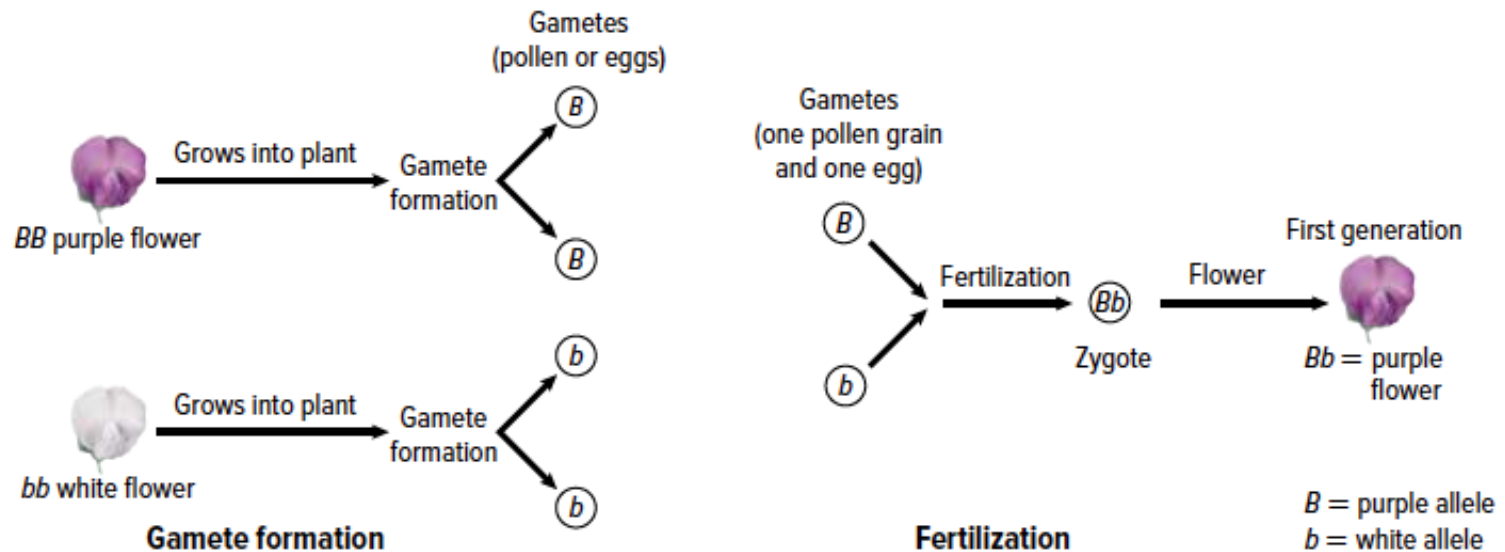 Gametes
(pollen or eggs)
B
Grows into plant
Gamete
formation
BB purple flower
B
b
Grows into plant
Gamete
formation
bb white flower
b
Gamete formation
Gametes
(one pollen grain
and one egg)
B
Fertilization
Bb
Zygote
b
Flower
First generation
Bb = purple
flower
Fertilization
B = purple allele
b = white allele